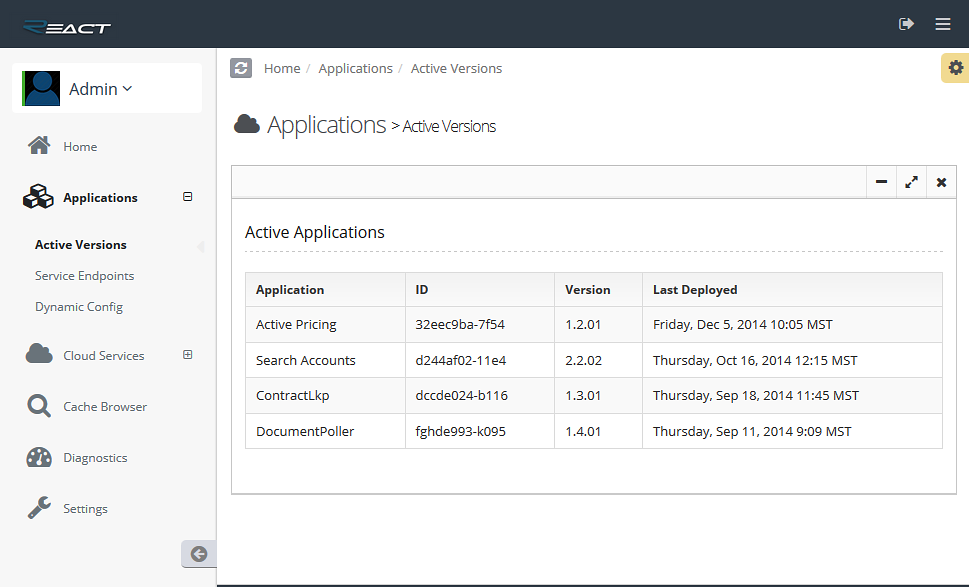 REACT
Admin
Home
Applications
Active Versions
Service Endpoints
Dynamic Config
Cloud Services
Cache Browser
Diagnostics
Settings
Home / Applications / Active Versions
Applications > Active Versions
Active Applications
Application ID Version Last Deployed
Active Pricing 32eec9ba-7f54 1.2.01 Friday, Dec 5, 2014 10:05 MST
Search Accounts d244af02-11e4 2.2.02 Thursday, Oct 16, 2014 12:15 MST
ContractLkp dccde024-b116 1.3.01 Thursday, Sep 18, 2014 11:45 MST
DocumentPoller fghde993-k095 1.4.01 Thursday, Sep 11, 2014 9:09 MST